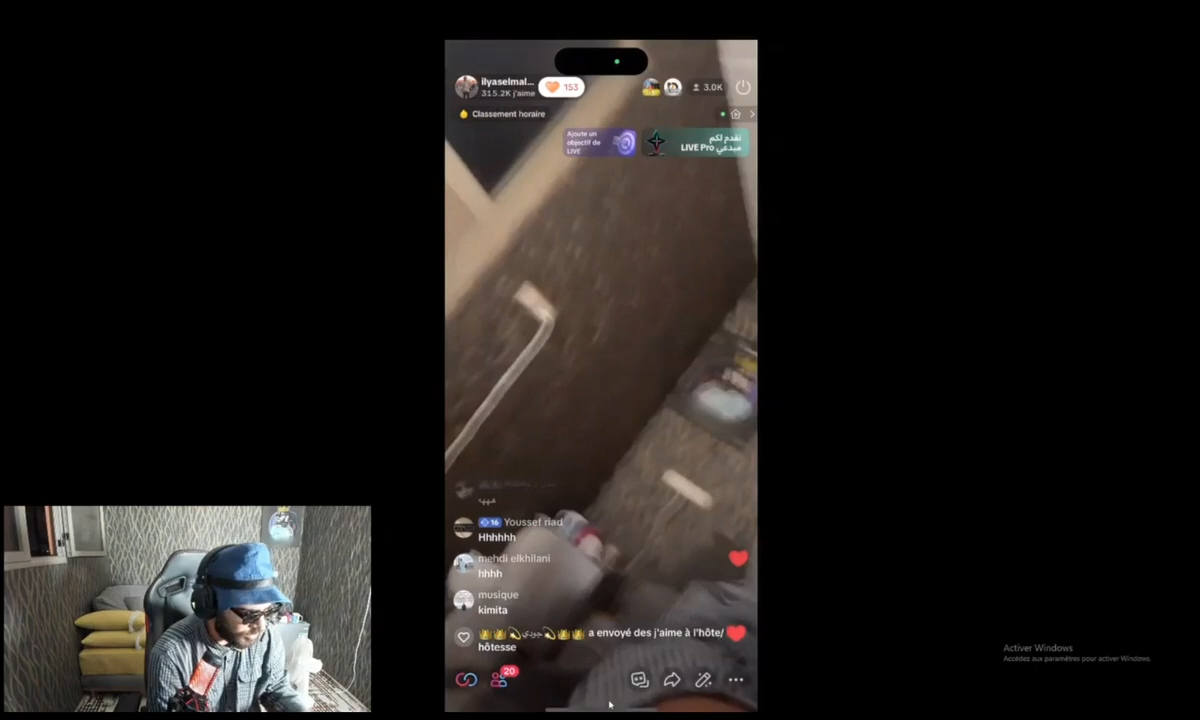 ilyaselmal...
315.2K j'aime
153
3.0K
Classement horaire
Ajoute un
objectif de
LIVE
نقدم لكم
مبدعي LIVE Pro
16 Youssef riad
Hhhhhh
mehdi elkhilani
hhhh
musique
kimita
👑👑💫جودي💫👑👑 a envoyé des j'aime à l'hôte/
hôtesse
20
Activer Windows
Accédez aux paramètres pour activer Windows.